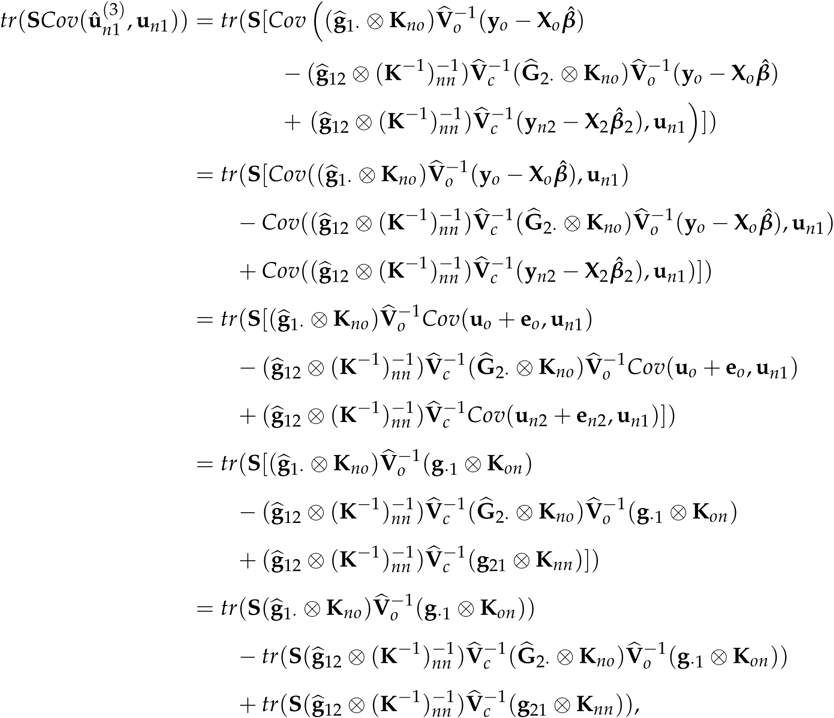 tr(𝐒Cov(û_{n1}^{(3)}, 𝐮_{n1})) = tr(𝐒[Cov((ĝ_{1·} ⊗ 𝐊_{no})V̂_o^{−1}(𝐲_o − 𝐗_oβ̂)
− (ĝ_{12} ⊗ (𝐊^{−1})_{nn}^{−1})V̂_c^{−1}(Ĝ_{2·} ⊗ 𝐊_{no})V̂_o^{−1}(𝐲_o − 𝐗_oβ̂)
+ (ĝ_{12} ⊗ (𝐊^{−1})_{nn}^{−1})V̂_c^{−1}(𝐲_{n2} − 𝐗_2β̂_2), 𝐮_{n1})])
= tr(𝐒[Cov((ĝ_{1·} ⊗ 𝐊_{no})V̂_o^{−1}(𝐲_o − 𝐗_oβ̂), 𝐮_{n1})
− Cov((ĝ_{12} ⊗ (𝐊^{−1})_{nn}^{−1})V̂_c^{−1}(Ĝ_{2·} ⊗ 𝐊_{no})V̂_o^{−1}(𝐲_o − 𝐗_oβ̂), 𝐮_{n1})
+ Cov((ĝ_{12} ⊗ (𝐊^{−1})_{nn}^{−1})V̂_c^{−1}(𝐲_{n2} − 𝐗_2β̂_2), 𝐮_{n1})])
= tr(𝐒[(ĝ_{1·} ⊗ 𝐊_{no})V̂_o^{−1}Cov(𝐮_o + 𝐞_o, 𝐮_{n1})
− (ĝ_{12} ⊗ (𝐊^{−1})_{nn}^{−1})V̂_c^{−1}(Ĝ_{2·} ⊗ 𝐊_{no})V̂_o^{−1}Cov(𝐮_o + 𝐞_o, 𝐮_{n1})
+ (ĝ_{12} ⊗ (𝐊^{−1})_{nn}^{−1})V̂_c^{−1}Cov(𝐮_{n2} + 𝐞_{n2}, 𝐮_{n1})])
= tr(𝐒[(ĝ_{1·} ⊗ 𝐊_{no})V̂_o^{−1}(𝐠_{·1} ⊗ 𝐊_{on})
− (ĝ_{12} ⊗ (𝐊^{−1})_{nn}^{−1})V̂_c^{−1}(Ĝ_{2·} ⊗ 𝐊_{no})V̂_o^{−1}(𝐠_{·1} ⊗ 𝐊_{on})
+ (ĝ_{12} ⊗ (𝐊^{−1})_{nn}^{−1})V̂_c^{−1}(𝐠_{21} ⊗ 𝐊_{nn})])
= tr(𝐒(ĝ_{1·} ⊗ 𝐊_{no})V̂_o^{−1}(𝐠_{·1} ⊗ 𝐊_{on}))
− tr(𝐒(ĝ_{12} ⊗ (𝐊^{−1})_{nn}^{−1})V̂_c^{−1}(Ĝ_{2·} ⊗ 𝐊_{no})V̂_o^{−1}(𝐠_{·1} ⊗ 𝐊_{on}))
+ tr(𝐒(ĝ_{12} ⊗ (𝐊^{−1})_{nn}^{−1})V̂_c^{−1}(𝐠_{21} ⊗ 𝐊_{nn})),